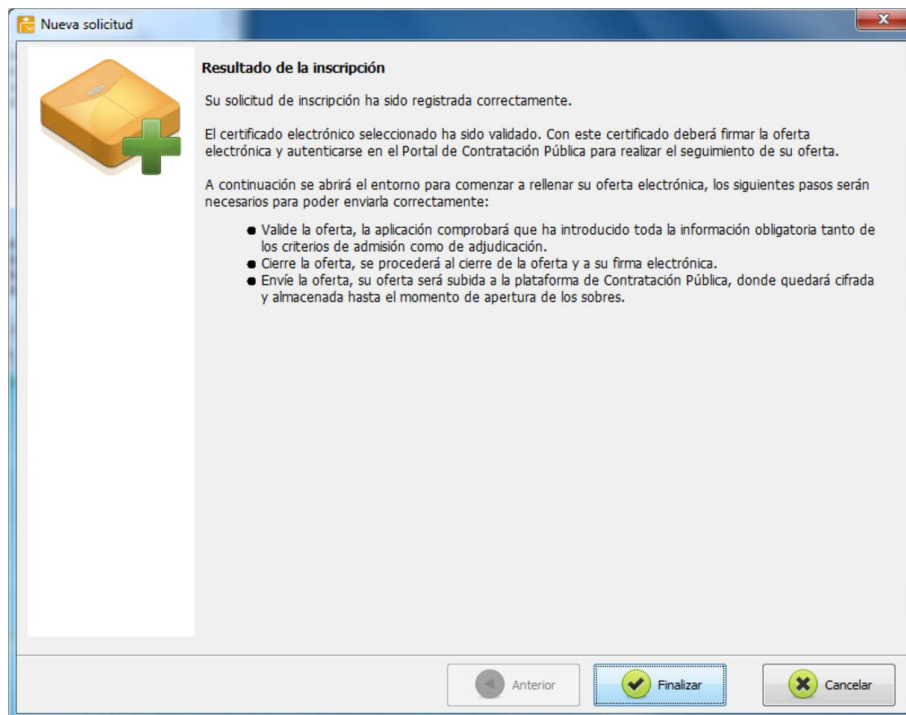 Nueva solicitud
Resultado de la inscripción
Su solicitud de inscripción ha sido registrada correctamente.
El certificado electrónico seleccionado ha sido validado. Con este certificado deberá firmar la oferta
electrónica y autenticarse en el Portal de Contratación Pública para realizar el seguimiento de su oferta.
A continuación se abrirá el entorno para comenzar a rellenar su oferta electrónica, los siguientes pasos serán
necesarios para poder enviarla correctamente:
● Valide la oferta, la aplicación comprobará que ha introducido toda la información obligatoria tanto de
los criterios de admisión como de adjudicación.
● Cierre la oferta, se procederá al cierre de la oferta y a su firma electrónica.
● Envíe la oferta, su oferta será subida a la plataforma de Contratación Pública, donde quedará cifrada
y almacenada hasta el momento de apertura de los sobres.
Anterior Finalizar Cancelar